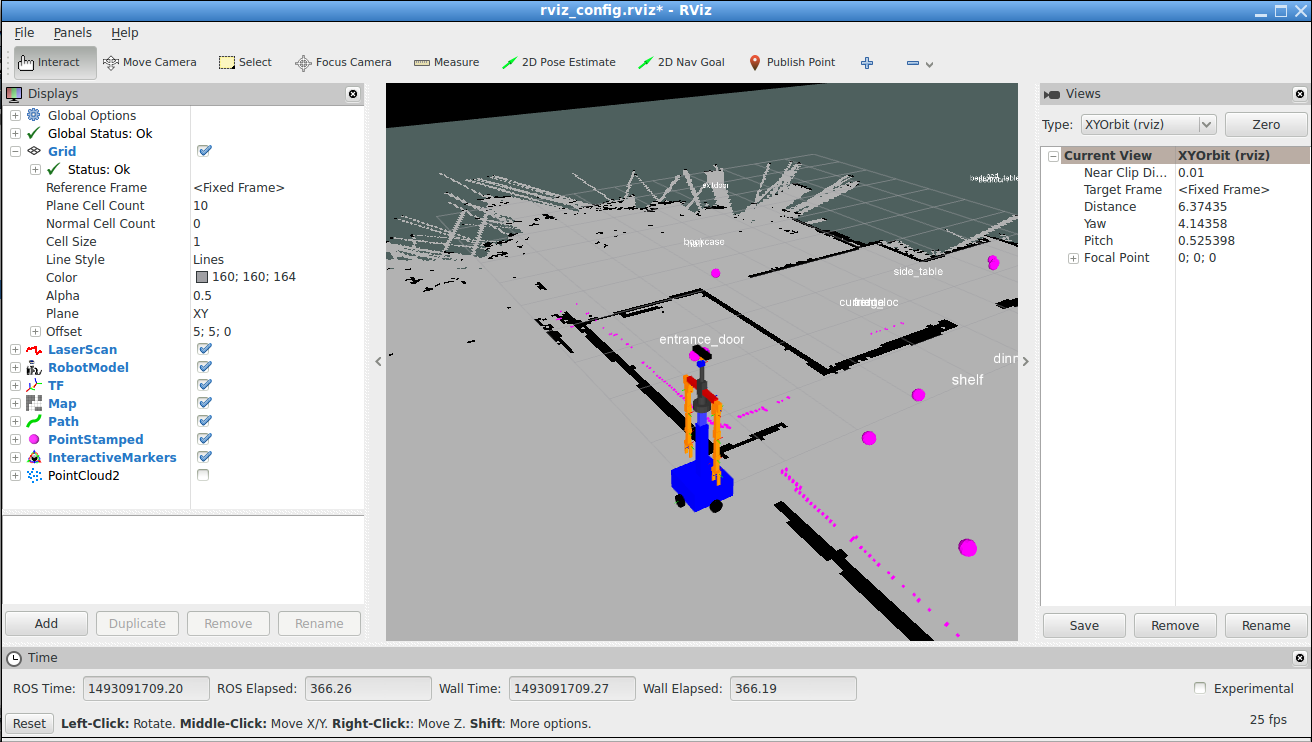 rviz_config.rviz* - RViz
File Panels Help
Interact Move Camera Select Focus Camera Measure 2D Pose Estimate 2D Nav Goal Publish Point
Displays
Global Options
Global Status: Ok
Grid
Status: Ok
Reference Frame <Fixed Frame>
Plane Cell Count 10
Normal Cell Count 0
Cell Size 1
Line Style Lines
Color 160; 160; 164
Alpha 0.5
Plane XY
Offset 5; 5; 0
LaserScan
RobotModel
TF
Map
Path
PointStamped
InteractiveMarkers
PointCloud2
Add Duplicate Remove Rename
bookcase
side_table
entrance_door
shelf
Views
Type: XYOrbit (rviz) Zero
Current View XYOrbit (rviz)
Near Clip Di... 0.01
Target Frame <Fixed Frame>
Distance 6.37435
Yaw 4.14358
Pitch 0.525398
Focal Point 0; 0; 0
Save Remove Rename
Time
ROS Time: 1493091709.20 ROS Elapsed: 366.26 Wall Time: 1493091709.27 Wall Elapsed: 366.19 Experimental
Reset Left-Click: Rotate. Middle-Click: Move X/Y. Right-Click:: Move Z. Shift: More options. 25 fps